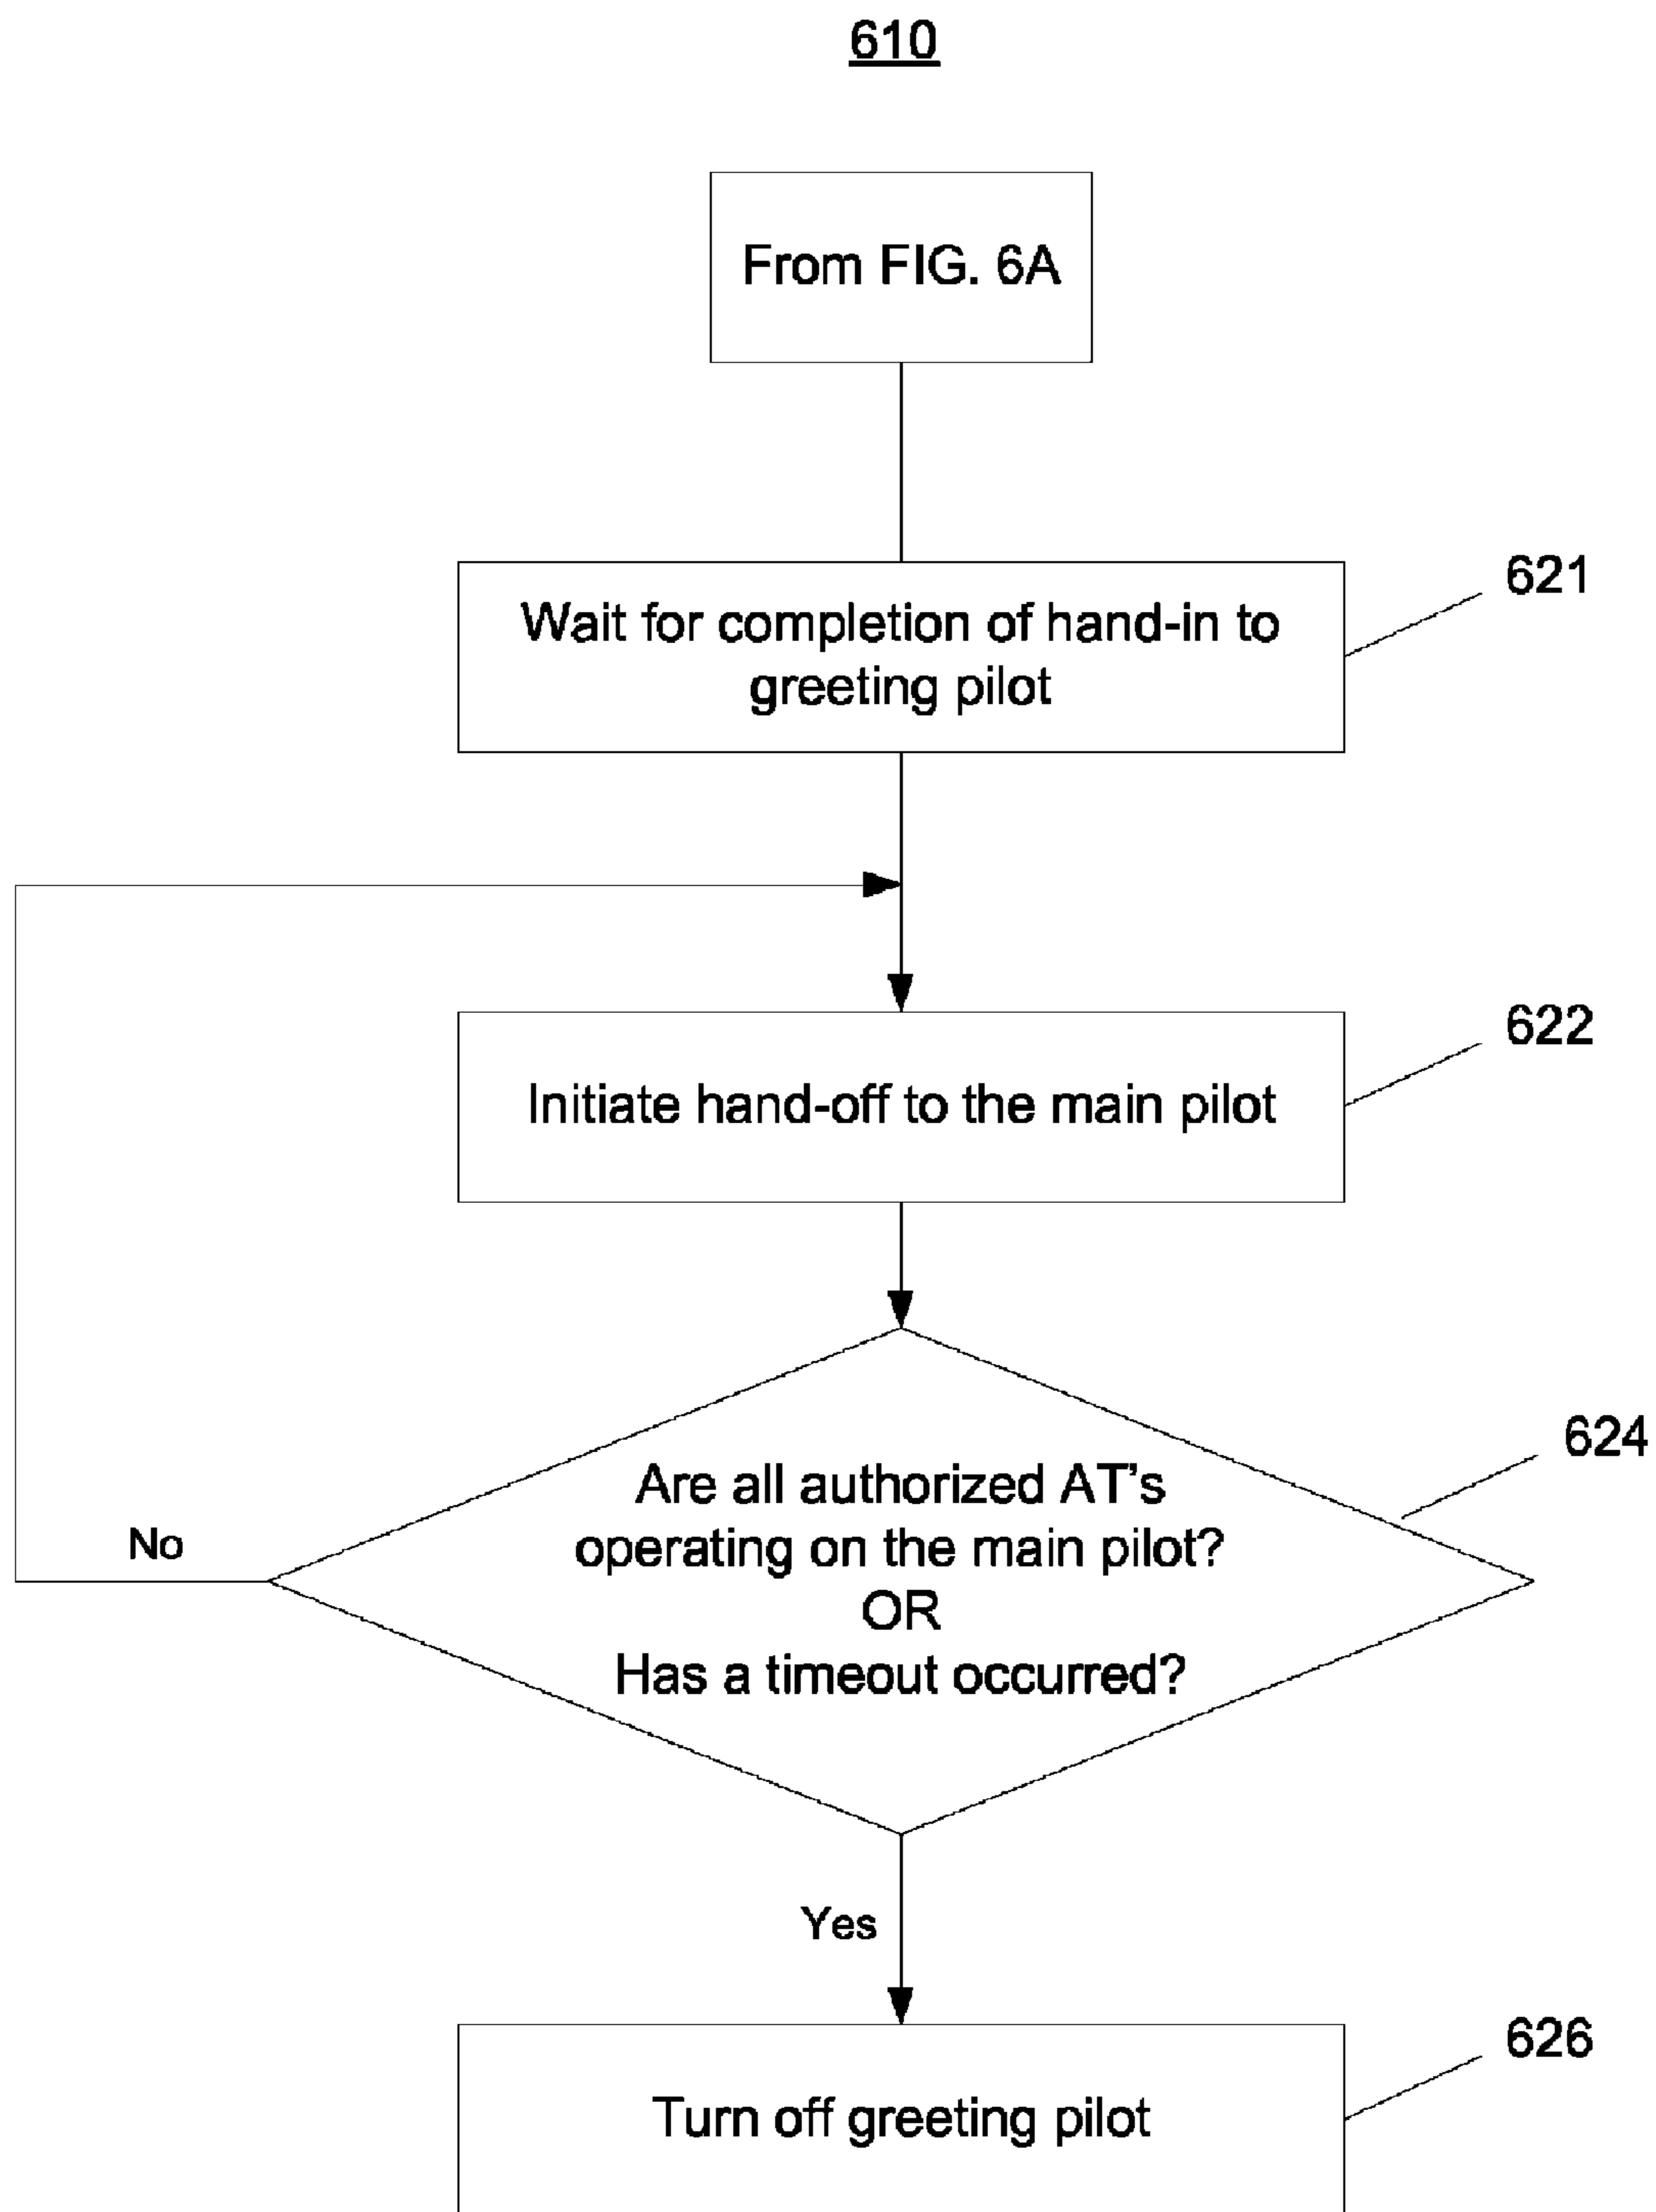 610
From FIG. 6A
Wait for completion of hand-in to
greeting pilot
621
Initiate hand-off to the main pilot
622
Are all authorized AT's
operating on the main pilot?
OR
Has a timeout occurred?
624
No
Yes
Turn off greeting pilot
626